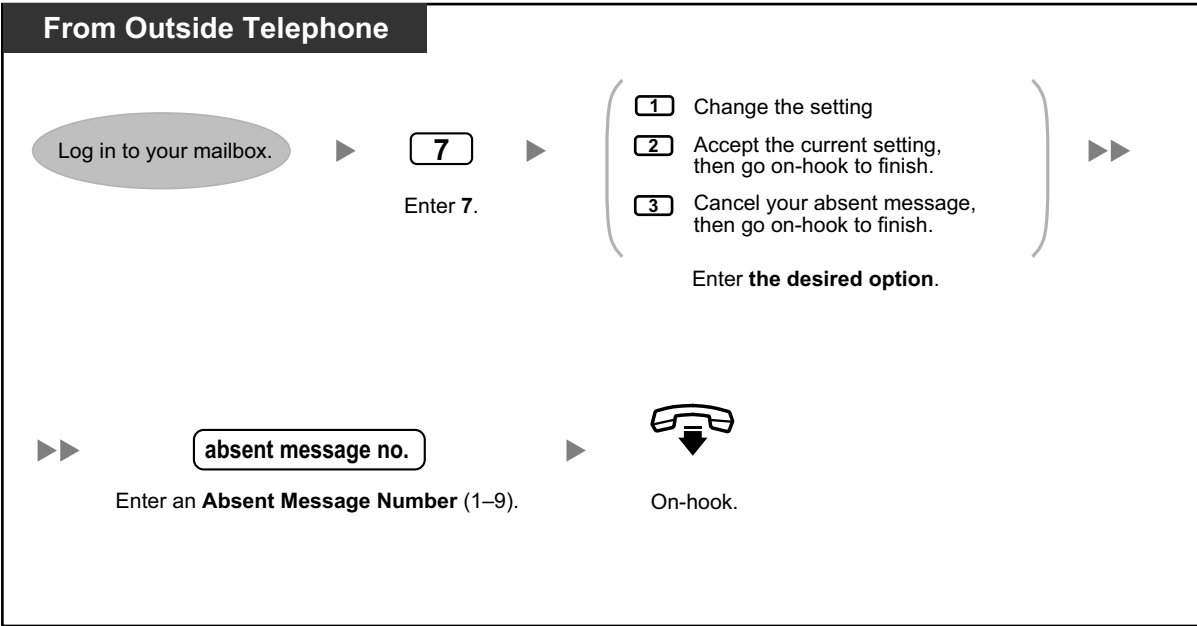 From Outside Telephone
Log in to your mailbox.
7
Enter 7.
1 Change the setting
2 Accept the current setting,
then go on-hook to finish.
3 Cancel your absent message,
then go on-hook to finish.
Enter the desired option.
absent message no.
Enter an Absent Message Number (1–9).
On-hook.